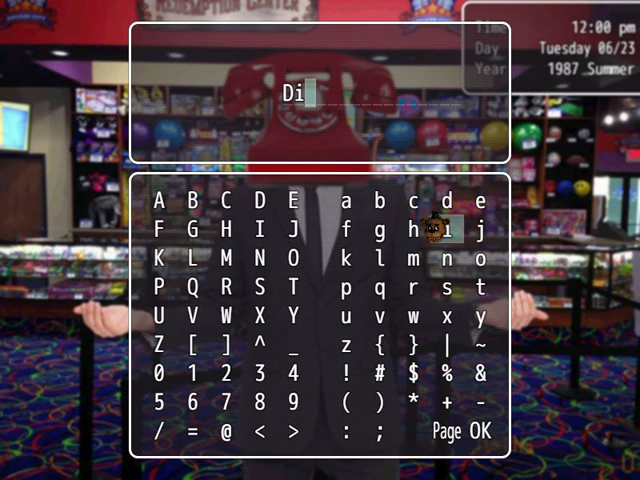 REDEMPTION CENTER
Time 12:00 pm
Day Tuesday 06/23
Year 1987 Summer
Di
A B C D E a b c d e
F G H I J f g h i j
K L M N O k l m n o
P Q R S T p q r s t
U V W X Y u v w x y
Z [ ] ^ _ z { } | ~
0 1 2 3 4 ! # $ % &
5 6 7 8 9 ( ) * + -
/ = @ < > : ; Page OK